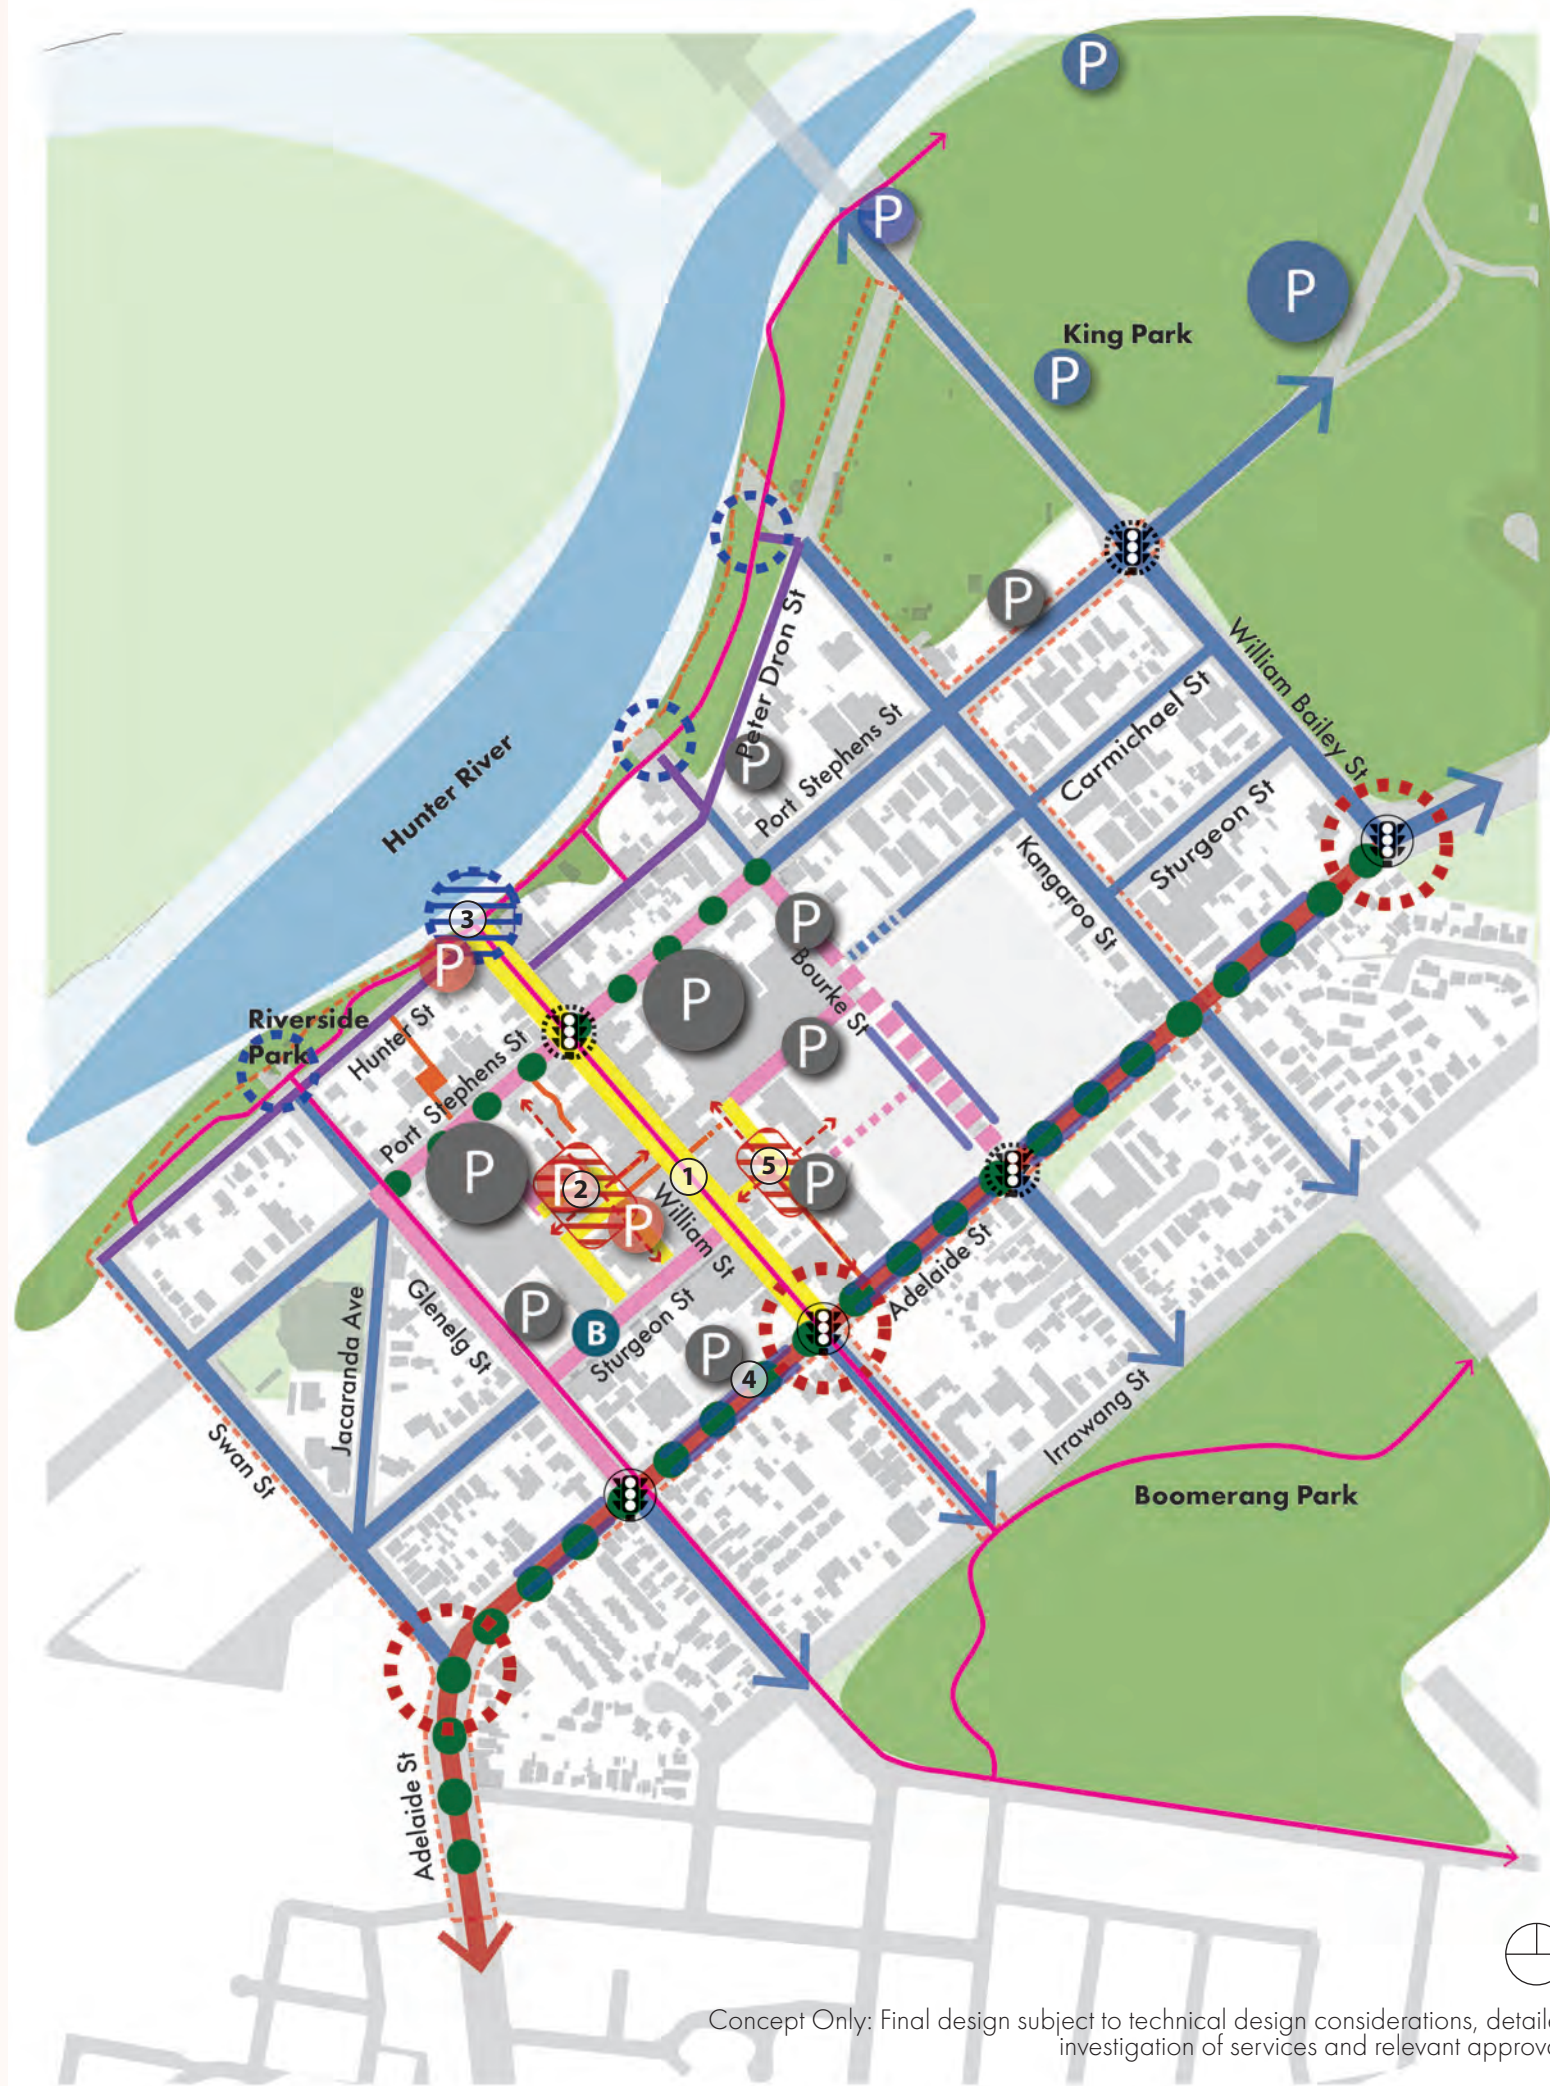 P
P
P
King Park
P
P
Peter Dron St
William Bailey St
P
Port Stephens St
Carmichael St
Hunter River
Sturgeon St
Kangaroo St
3
P
P
Bourke St
P
Riverside
Park
Hunter St
P
Port Stephens St
P
P
2
P
William St
1
5
P
Adelaide St
Glenelg St
Jacaranda Ave
P
B
Sturgeon St
P
4
Swan St
Irrawang St
Boomerang Park
Adelaide St
Concept Only: Final design subject to technical design considerations, detaile
investigation of services and relevant approva